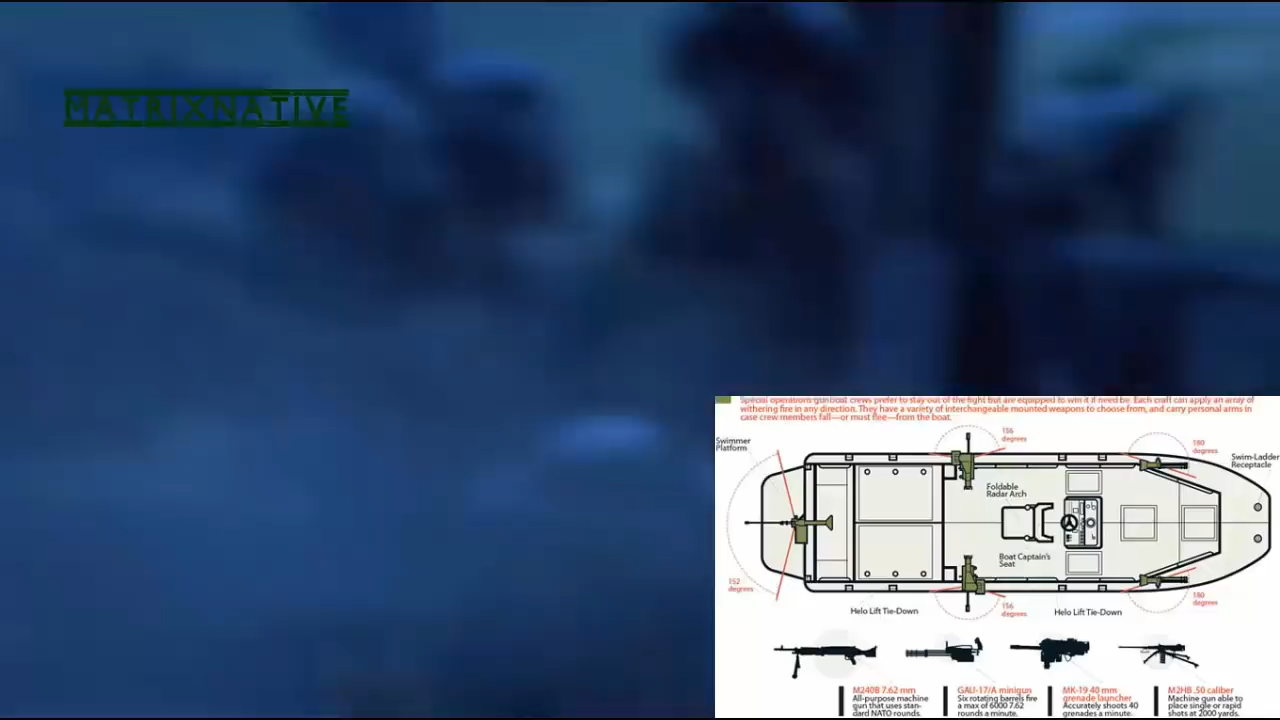 MATRIXNATIVE
Special operations gunboat crews prefer to stay out of the fight but are equipped to win it if need be. Each craft can apply an array of
withering fire in any direction. They have a variety of interchangeable mounted weapons to choose from, and carry personal arms in
case crew members fall—or must flee—from the boat.
Swimmer
Platform
156
degrees
180
degrees
Swim-Ladder
Receptacle
Foldable
Radar Arch
Boat Captain's
Seat
152
degrees
Helo Lift Tie-Down
156
degrees
Helo Lift Tie-Down
180
degrees
M240B 7.62 mm
All-purpose machine
gun that uses stan-
dard NATO rounds.
GAU-17/A minigun
Six rotating barrels fire
a max of 6000 7.62
rounds a minute.
MK-19 40 mm
grenade launcher
Accurately shoots 40
grenades a minute.
M2HB .50 caliber
Machine gun able to
place single or rapid
shots at 2000 yards.